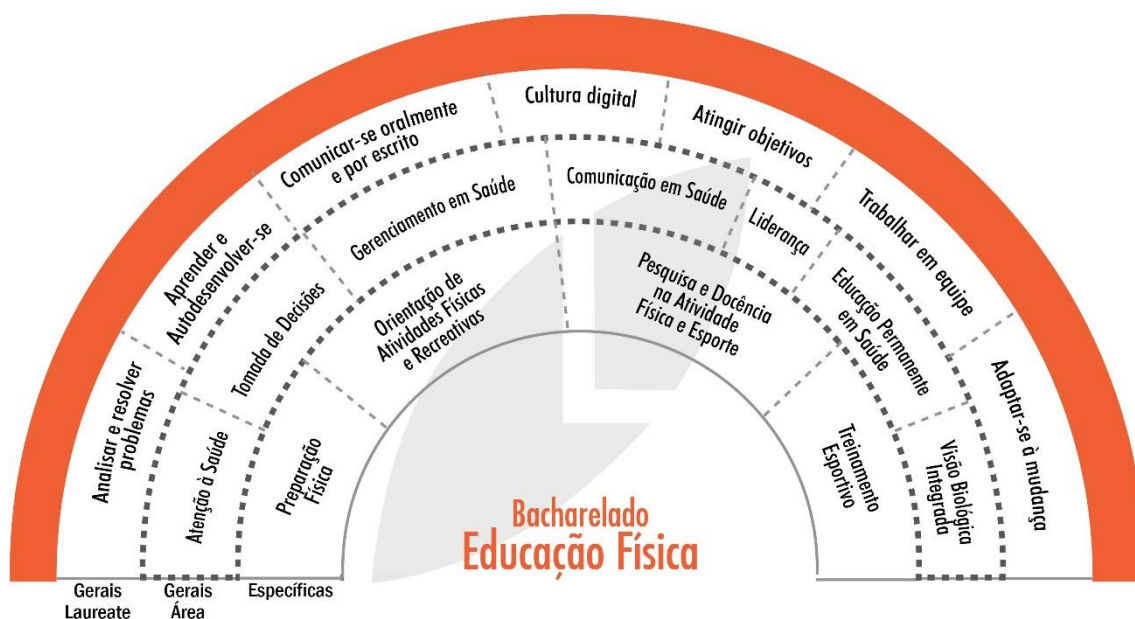 Analisar e resolver
problemas
Aprender e
Autodesenvolver-se
Comunicar-se oralmente
e por escrito
Cultura digital
Atingir objetivos
Trabalhar em equipe
Adaptar-se à mudança
Atenção à Saúde
Tomada de Decisões
Gerenciamento em Saúde
Comunicação em Saúde
Liderança
Educação Permanente
em Saúde
Visão Biológica
Integrada
Preparação
Física
Orientação de
Atividades Físicas
e Recreativas
Pesquisa e Docência
na Atividade
Física e Esporte
Treinamento
Esportivo
Bacharelado
Educação Física
Gerais
Laureate
Gerais
Área
Específicas